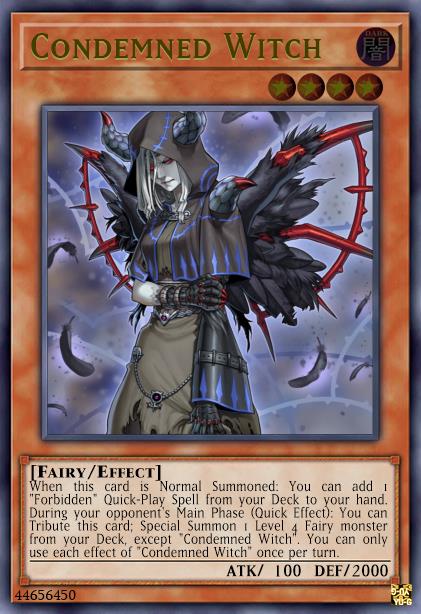 Condemned Witch
DARK
闇
[Fairy/Effect]
When this card is Normal Summoned: You can add 1
"Forbidden" Quick-Play Spell from your Deck to your hand.
During your opponent's Main Phase (Quick Effect): You can
Tribute this card; Special Summon 1 Level 4 Fairy monster
from your Deck, except "Condemned Witch". You can only
use each effect of "Condemned Witch" once per turn.
ATK/ 100 DEF/2000
44656450